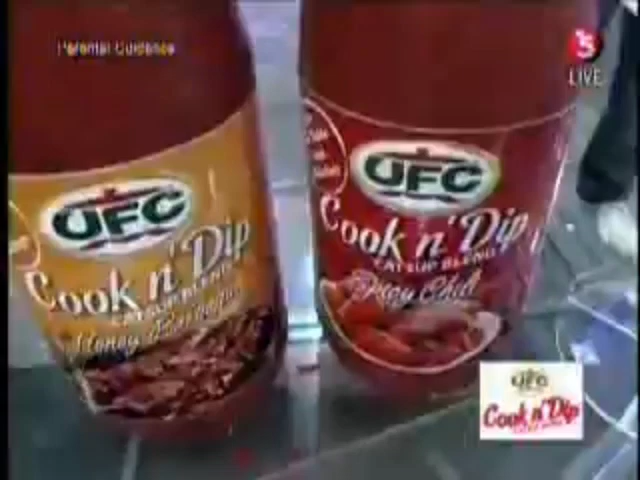 Parental Guidance
5
LIVE
UFC
Cook n' Dip
CATSUP BLEND
Honey Barbeque
UFC
Cook n' Dip
CATSUP BLEND
Spicy Chili
UFC
Cook n' Dip